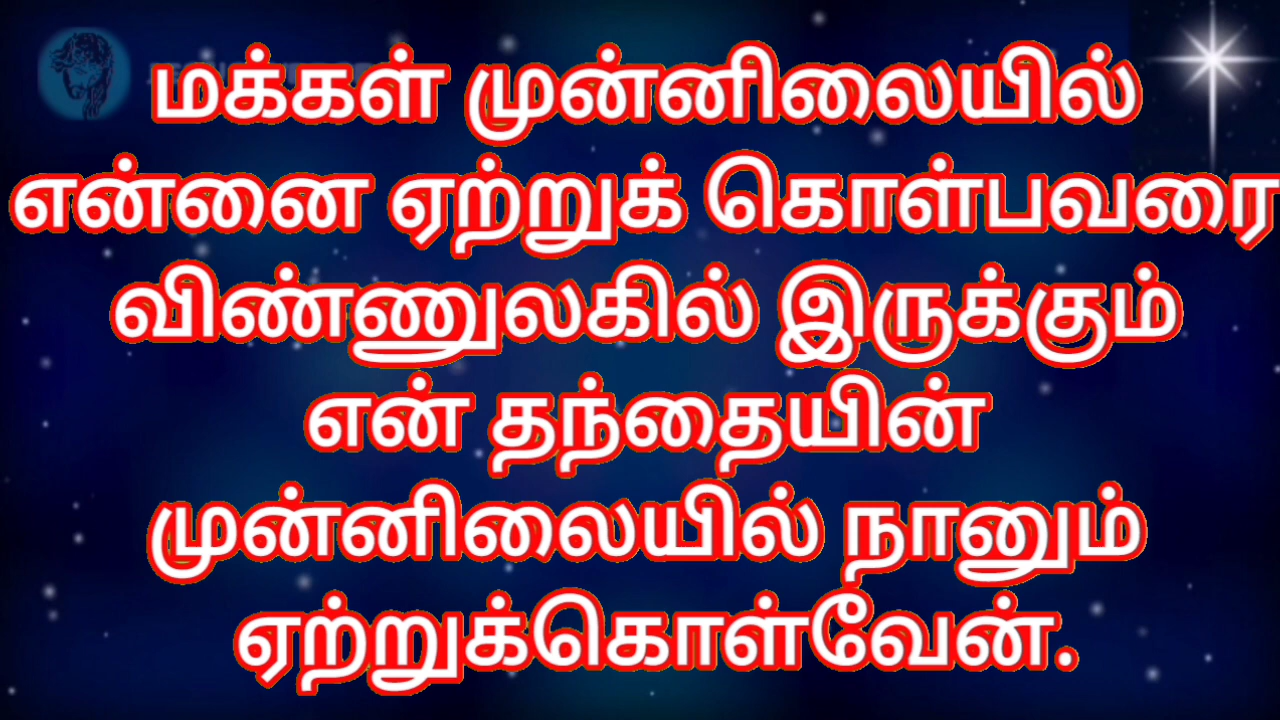 மக்கள் முன்னிலையில்
என்னை ஏற்றுக் கொள்பவரை
விண்ணுலகில் இருக்கும்
என் தந்தையின்
முன்னிலையில் நானும்
ஏற்றுக்கொள்வேன்.